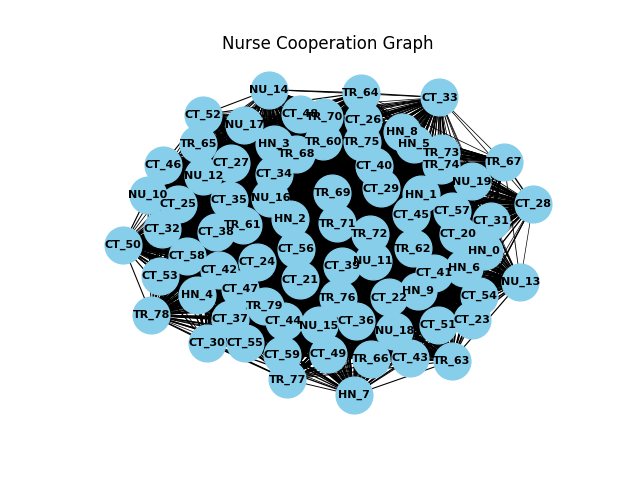 Nurse Cooperation Graph
NU_14
TR_64
CT_33
CT_52
CT_48
TR_70
CT_26
NU_17
HN_8
TR_65
HN_3
TR_60
TR_75
HN_5
TR_68
TR_73
CT_46
CT_27
CT_40
TR_74
TR_67
NU_12
CT_34
NU_19
CT_29
NU_10
CT_25
CT_35
NU_16
TR_69
HN_1
CT_28
CT_45
CT_57
HN_2
CT_31
CT_32
CT_38
TR_61
TR_71
TR_72
CT_20
CT_50
CT_56
TR_62
HN_0
CT_58
CT_24
CT_39
NU_11
HN_6
CT_53
CT_42
CT_41
CT_21
NU_13
HN_4
CT_47
TR_76
CT_22
HN_9
CT_54
TR_79
TR_78
CT_37
CT_44
NU_15
CT_36
CT_51
CT_23
NU_18
CT_30
CT_55
CT_59
CT_49
TR_66
CT_43
TR_63
TR_77
HN_7